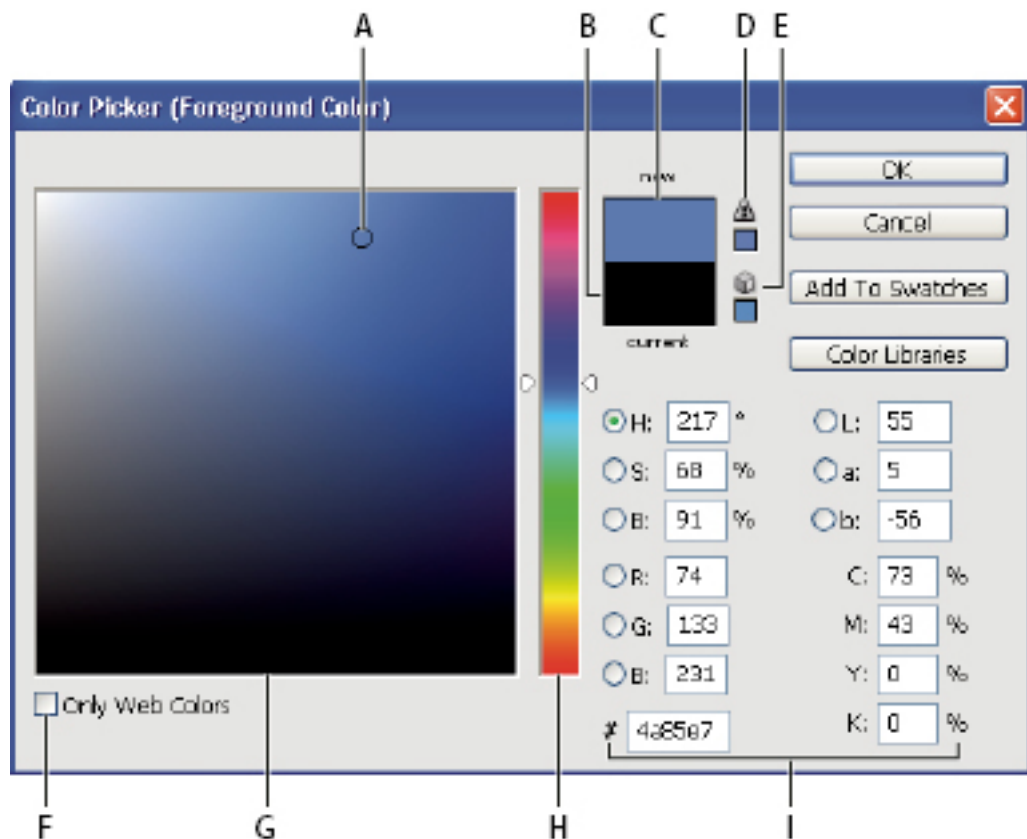 A B C D E
Color Picker (Foreground Color)
new
OK
Cancel
Add To Swatches
current
Color Libraries
H: 217 ° L: 55
S: 68 % a: 5
B: 91 % b: -56
R: 74 C: 73 %
G: 133 M: 43 %
B: 231 Y: 0 %
Only Web Colors
# 4a85e7 K: 0 %
F G H I